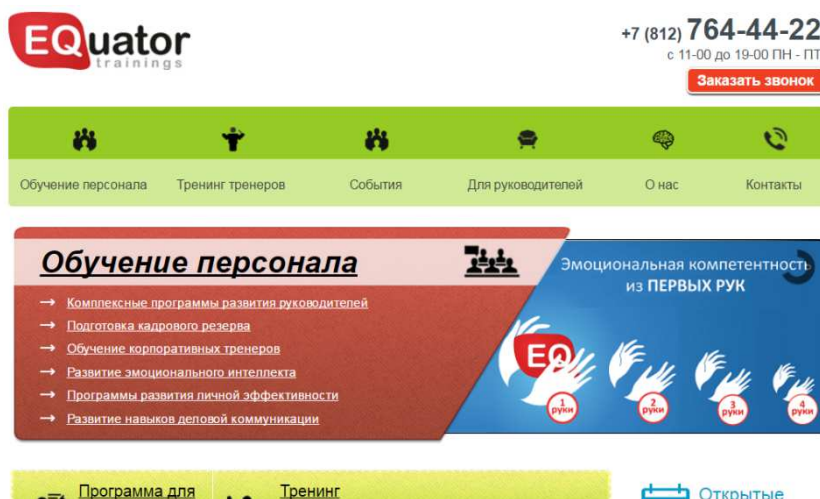 EQuator
trainings
+7 (812) 764-44-22
с 11-00 до 19-00 ПН - ПТ
Заказать звонок
Обучение персонала
Тренинг тренеров
События
Для руководителей
О нас
Контакты
Обучение персонала
→ Комплексные программы развития руководителей
→ Подготовка кадрового резерва
→ Обучение корпоративных тренеров
→ Развитие эмоционального интеллекта
→ Программы развития личной эффективности
→ Развитие навыков деловой коммуникации
Эмоциональная компетентность
из ПЕРВЫХ РУК
EQ
1
руки
2
руки
3
руки
4
руки
Программа для
Тренинг
Открытые